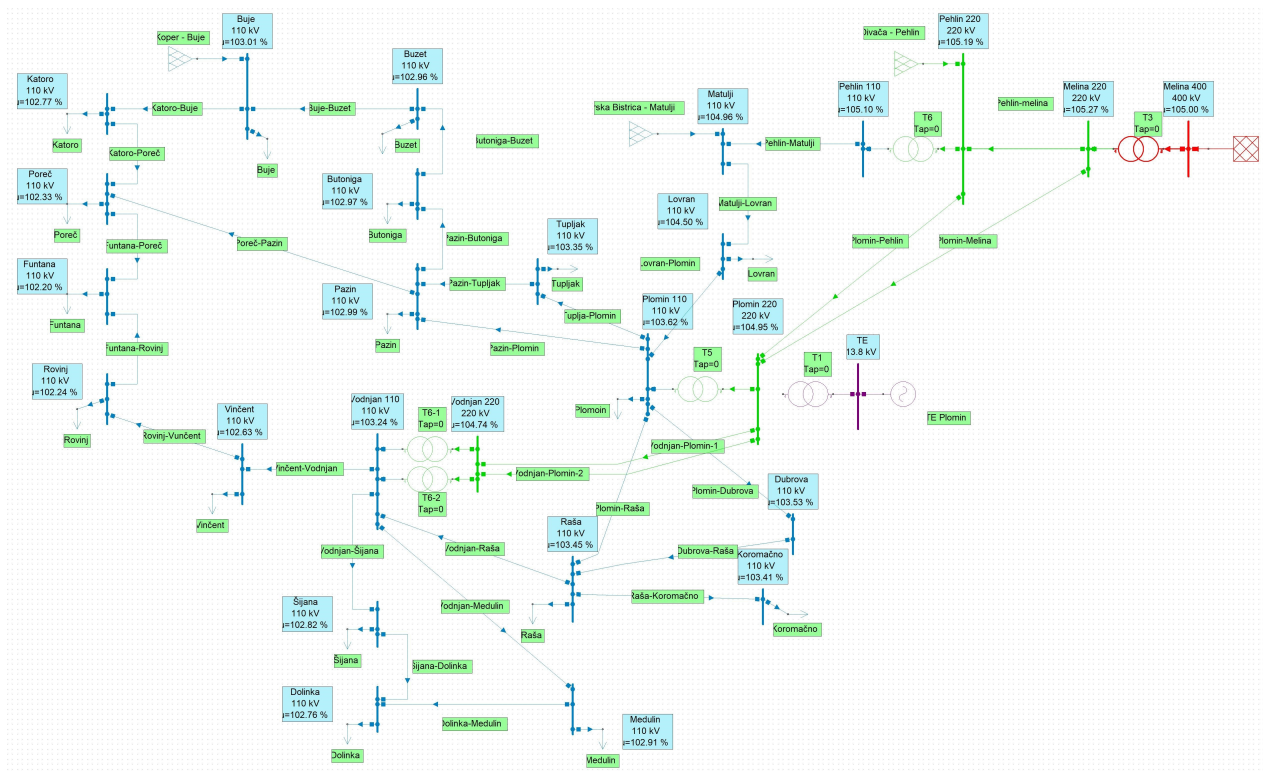 Buje
110 kV
u=103.01 %
Koper - Buje
Buzet
110 kV
u=102.96 %
Katoro
110 kV
u=102.77 %
Katoro-Buje
Buje-Buzet
Katoro
Buje
Buzet
Butoniga-Buzet
Katoro-Poreč
Poreč
110 kV
u=102.33 %
Poreč
Butoniga
110 kV
u=102.97 %
Butoniga
Pazin-Butoniga
Funtana-Poreč
Poreč-Pazin
Funtana
110 kV
u=102.20 %
Funtana
Pazin
110 kV
u=102.99 %
Pazin
Pazin-Tupljak
Tupljak
110 kV
u=103.35 %
Tupljak
Tuplja-Plomin
Pazin-Plomin
Funtana-Rovinj
Rovinj
110 kV
u=102.24 %
Rovinj
Rovinj-Vunčent
Vinčent
110 kV
u=102.63 %
Vinčent
Vinčent-Vodnjan
Vodnjan 110
110 kV
u=103.24 %
T6-1
Tap=0
T6-2
Tap=0
Vodnjan 220
220 kV
u=104.74 %
Vodnjan-Plomin-1
Vodnjan-Plomin-2
Pehlin 220
220 kV
u=105.19 %
Divača - Pehlin
Pehlin 110
110 kV
u=105.10 %
T6
Tap=0
Pehlin-melina
Melina 220
220 kV
u=105.27 %
T3
Tap=0
Melina 400
400 kV
u=105.00 %
Matulji
110 kV
u=104.96 %
rska Bistrica - Matulji
Pehlin-Matulji
Matulji-Lovran
Lovran
110 kV
u=104.50 %
Lovran
Lovran-Plomin
Plomin-Pehlin
Plomin-Melina
Plomin 110
110 kV
u=103.62 %
Plomin 220
220 kV
u=104.95 %
T5
Tap=0
T1
Tap=0
TE
13.8 kV
TE Plomin
Plomoin
Plomin-Dubrova
Plomin-Raša
Dubrova
110 kV
u=103.53 %
Dubrova-Raša
Raša
110 kV
u=103.45 %
Raša
Raša-Koromačno
Koromačno
110 kV
u=103.41 %
Koromačno
Vodnjan-Raša
Vodnjan-Šijana
Vodnjan-Medulin
Šijana
110 kV
u=102.82 %
Šijana
Šijana-Dolinka
Dolinka
110 kV
u=102.76 %
Dolinka
Dolinka-Medulin
Medulin
110 kV
u=102.91 %
Medulin